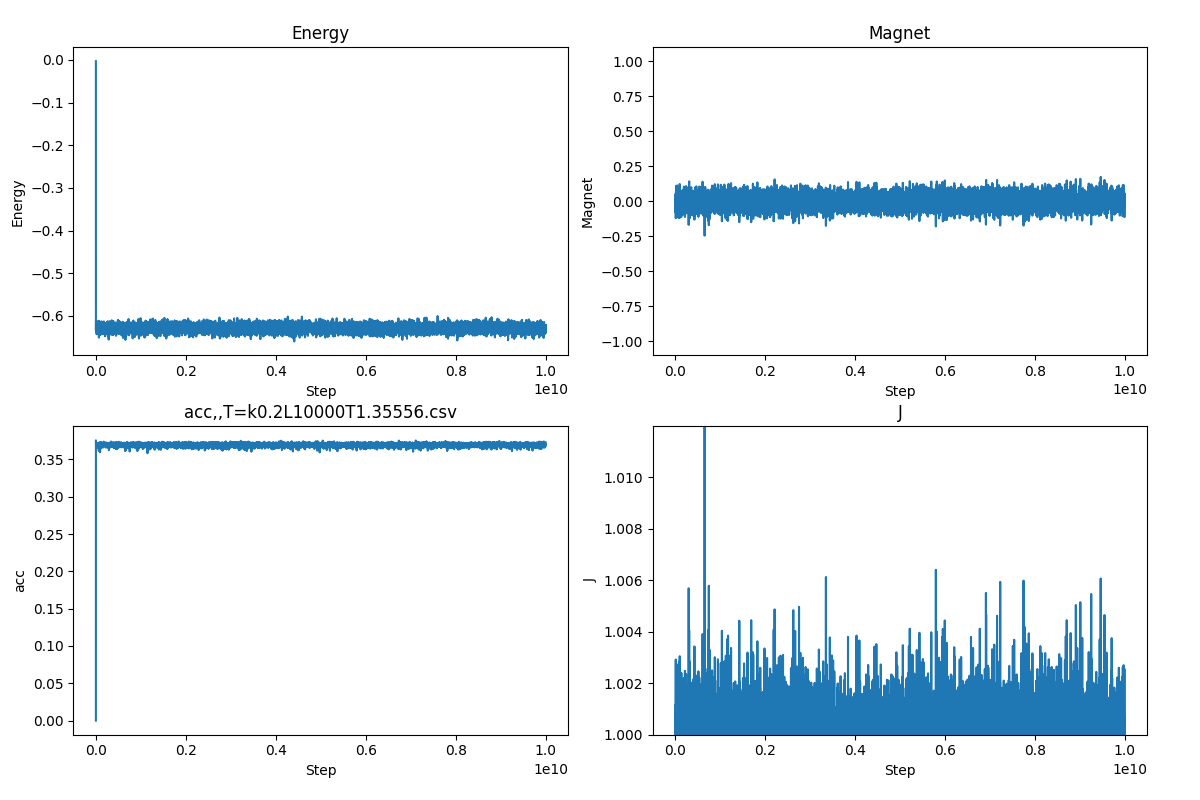 Energy
Energy
0.0
−0.1
−0.2
−0.3
−0.4
−0.5
−0.6
0.0 0.2 0.4 0.6 0.8 1.0
Step
1e10
Magnet
Magnet
1.00
0.75
0.50
0.25
0.00
−0.25
−0.50
−0.75
−1.00
0.0 0.2 0.4 0.6 0.8 1.0
Step
1e10
acc,,T=k0.2L10000T1.35556.csv
acc
0.35
0.30
0.25
0.20
0.15
0.10
0.05
0.00
0.0 0.2 0.4 0.6 0.8 1.0
Step
1e10
J
J
1.010
1.008
1.006
1.004
1.002
1.000
0.0 0.2 0.4 0.6 0.8 1.0
Step
1e10